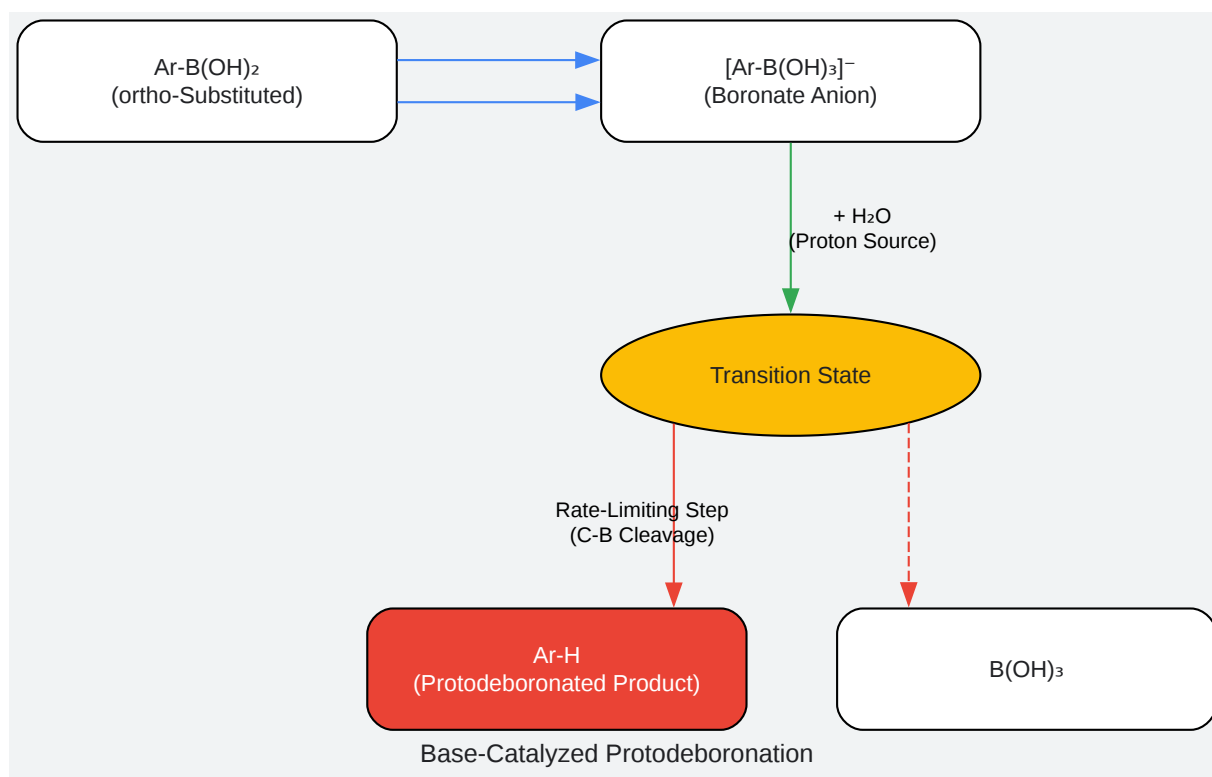 Ar-B(OH)₂
(ortho-Substituted)
[Ar-B(OH)₃]⁻
(Boronate Anion)
+ H₂O
(Proton Source)
Transition State
Rate-Limiting Step
(C-B Cleavage)
Ar-H
(Protodeboronated Product)
B(OH)₃
Base-Catalyzed Protodeboronation